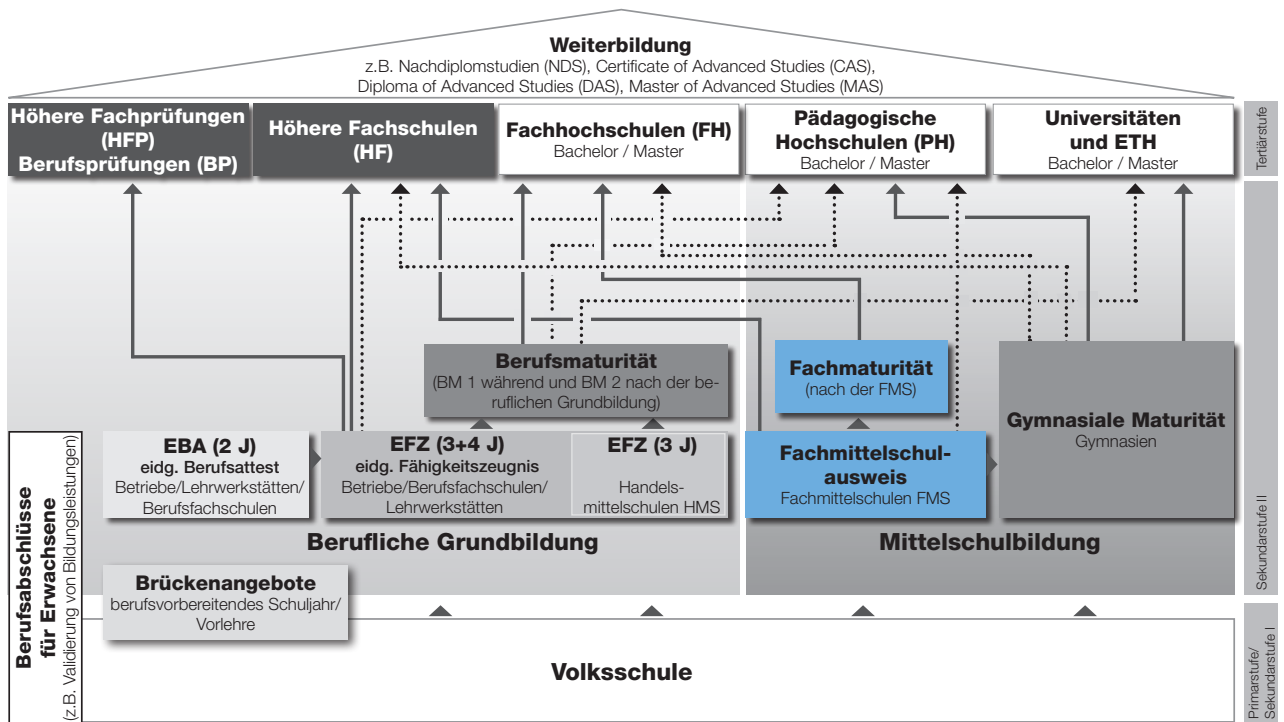 Weiterbildung
z.B. Nachdiplomstudien (NDS), Certificate of Advanced Studies (CAS),
Diploma of Advanced Studies (DAS), Master of Advanced Studies (MAS)
Höhere Fachprüfungen
(HFP)
Berufsprüfungen (BP)
Höhere Fachschulen
(HF)
Fachhochschulen (FH)
Bachelor / Master
Pädagogische
Hochschulen (PH)
Bachelor / Master
Universitäten
und ETH
Bachelor / Master
Tertiärstufe
Berufsmaturität
(BM 1 während und BM 2 nach der be-
ruflichen Grundbildung)
Fachmaturität
(nach der FMS)
Gymnasiale Maturität
Gymnasien
EBA (2 J)
eidg. Berufsattest
Betriebe/Lehrwerkstätten/
Berufsfachschulen
EFZ (3+4 J)
eidg. Fähigkeitszeugnis
Betriebe/Berufsfachschulen/
Lehrwerkstätten
EFZ (3 J)
Handels-
mittelschulen HMS
Fachmittelschul-
ausweis
Fachmittelschulen FMS
Berufliche Grundbildung
Mittelschulbildung
Sekundarstufe II
Brückenangebote
berufsvorbereitendes Schuljahr/
Vorlehre
Berufsabschlüsse
für Erwachsene
(z.B. Validierung von Bildungsleistungen)
Volksschule
Primarstufe/
Sekundarstufe I